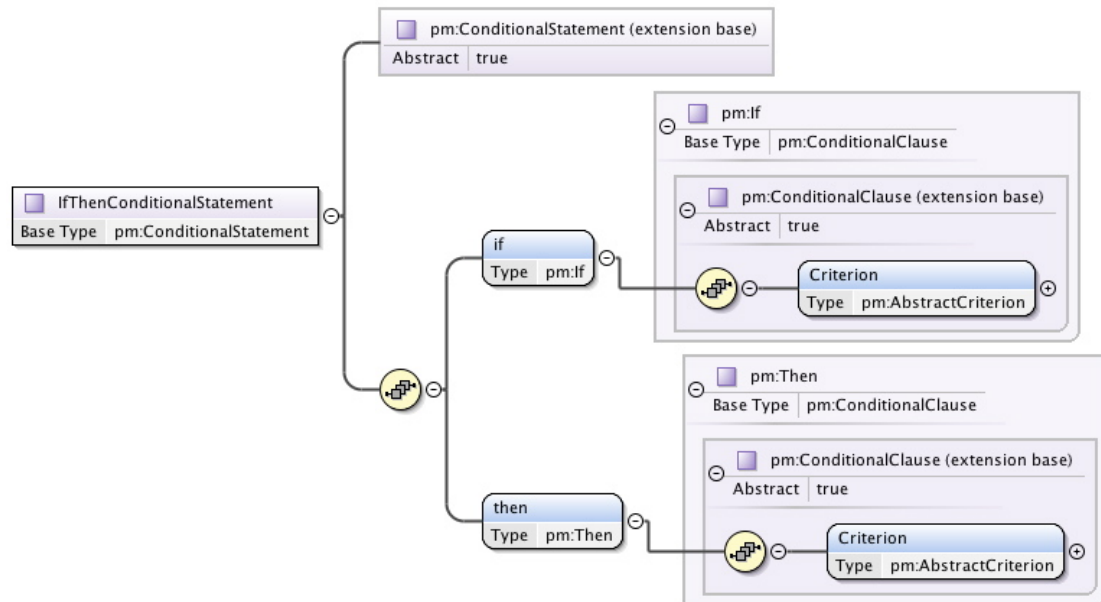 pm:ConditionalStatement (extension base)
Abstract true
pm:If
Base Type pm:ConditionalClause
pm:ConditionalClause (extension base)
Abstract true
IfThenConditionalStatement
Base Type pm:ConditionalStatement
if
Type pm:If
Criterion
Type pm:AbstractCriterion
pm:Then
Base Type pm:ConditionalClause
pm:ConditionalClause (extension base)
Abstract true
then
Type pm:Then
Criterion
Type pm:AbstractCriterion